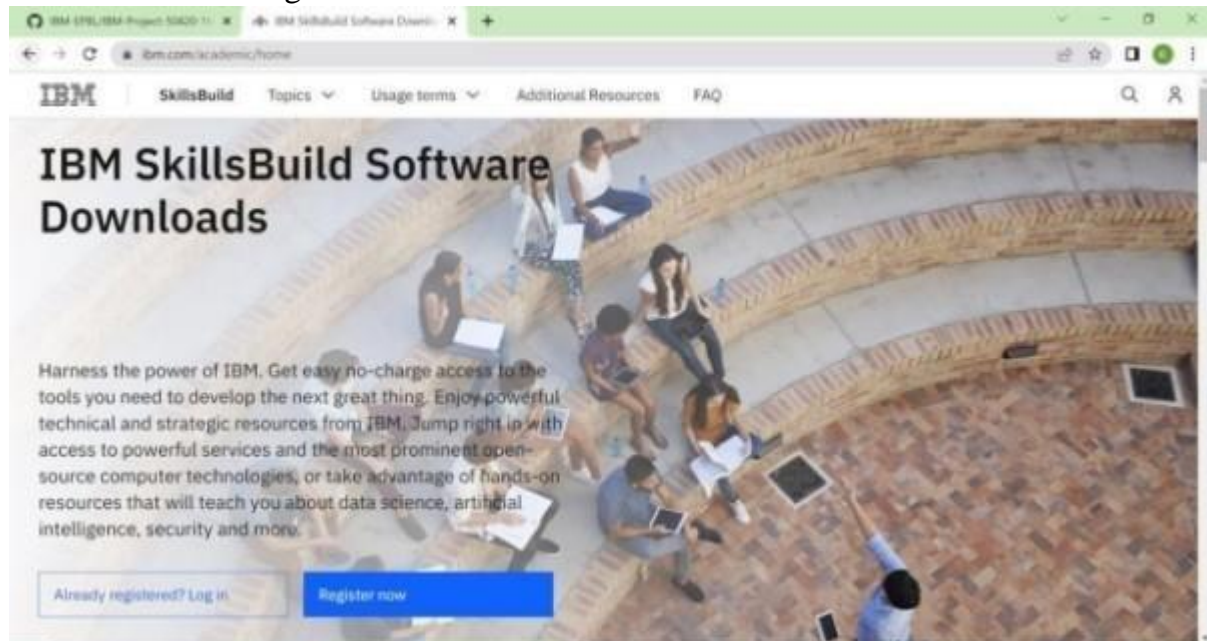 IBM SkillsBuild Software Downl
ibm.com/academic/home
IBM SkillsBuild Topics Usage terms Additional Resources FAQ
IBM SkillsBuild Software
Downloads
Harness the power of IBM. Get easy no-charge access to the
tools you need to develop the next great thing. Enjoy powerful
technical and strategic resources from IBM. Jump right in with
access to powerful services and the most prominent open-
source computer technologies, or take advantage of hands-on
resources that will teach you about data science, artificial
intelligence, security and more.
Already registered? Log in Register now